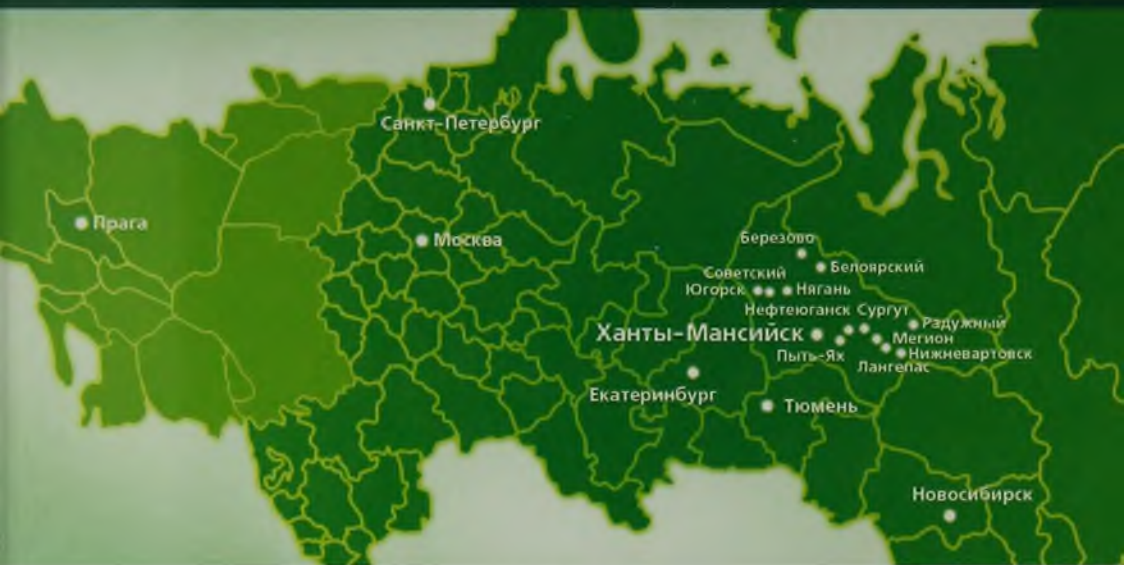 Санкт-Петербург
Прага
Москва
Березово
Белоярский
Советский
Югорск
Нягань
Нефтеюганск Сургут
Радужный
Ханты-Мансийск
Мегион
Пыть-Ях
Нижневартовск
Лангепас
Екатеринбург
Тюмень
Новосибирск